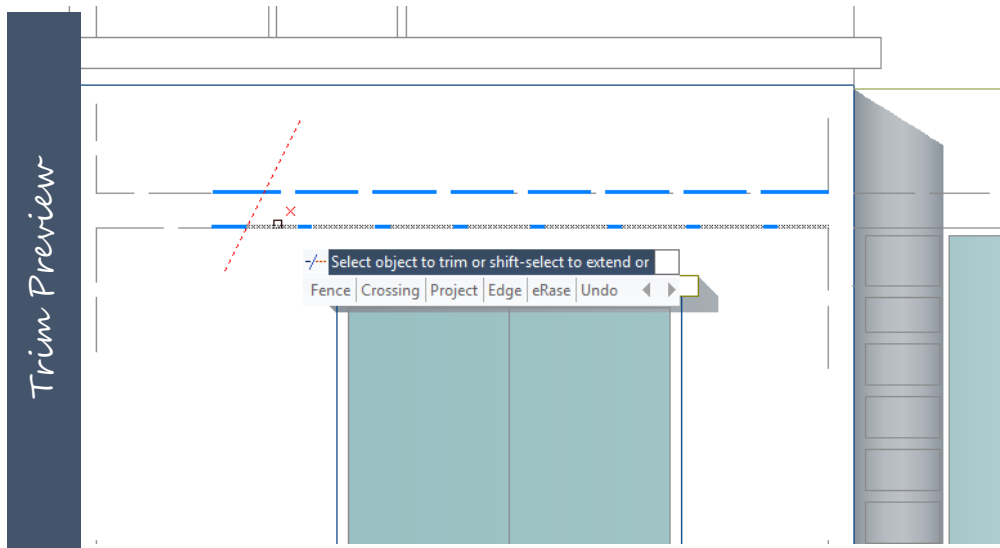 Trim Preview
Select object to trim or shift-select to extend or
Fence Crossing Project Edge eRase Undo